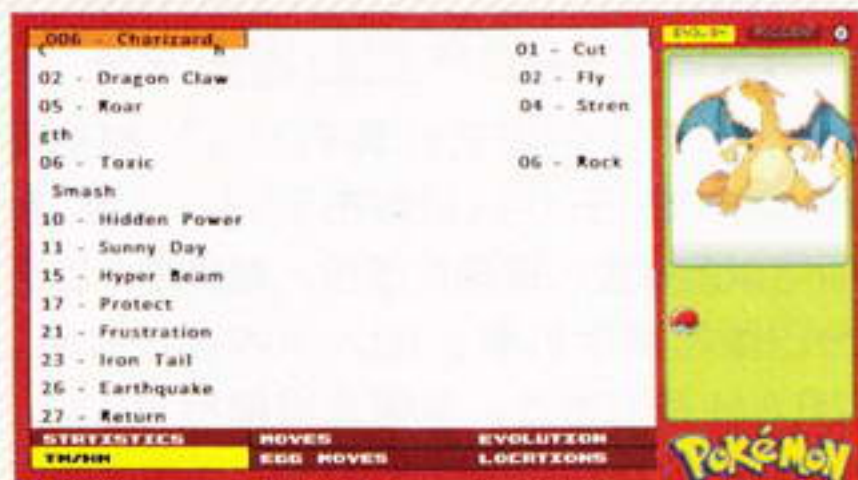 006 - Charizard
01 - Cut
02 - Dragon Claw
02 - Fly
05 - Roar
04 - Stren
gth
06 - Toxic
06 - Rock
Smash
10 - Hidden Power
11 - Sunny Day
15 - Hyper Beam
17 - Protect
21 - Frustration
23 - Iron Tail
26 - Earthquake
27 - Return
STATISTICS
MOVES
EVOLUTION
TM/HM
EGG MOVES
LOCATIONS
POKéMON